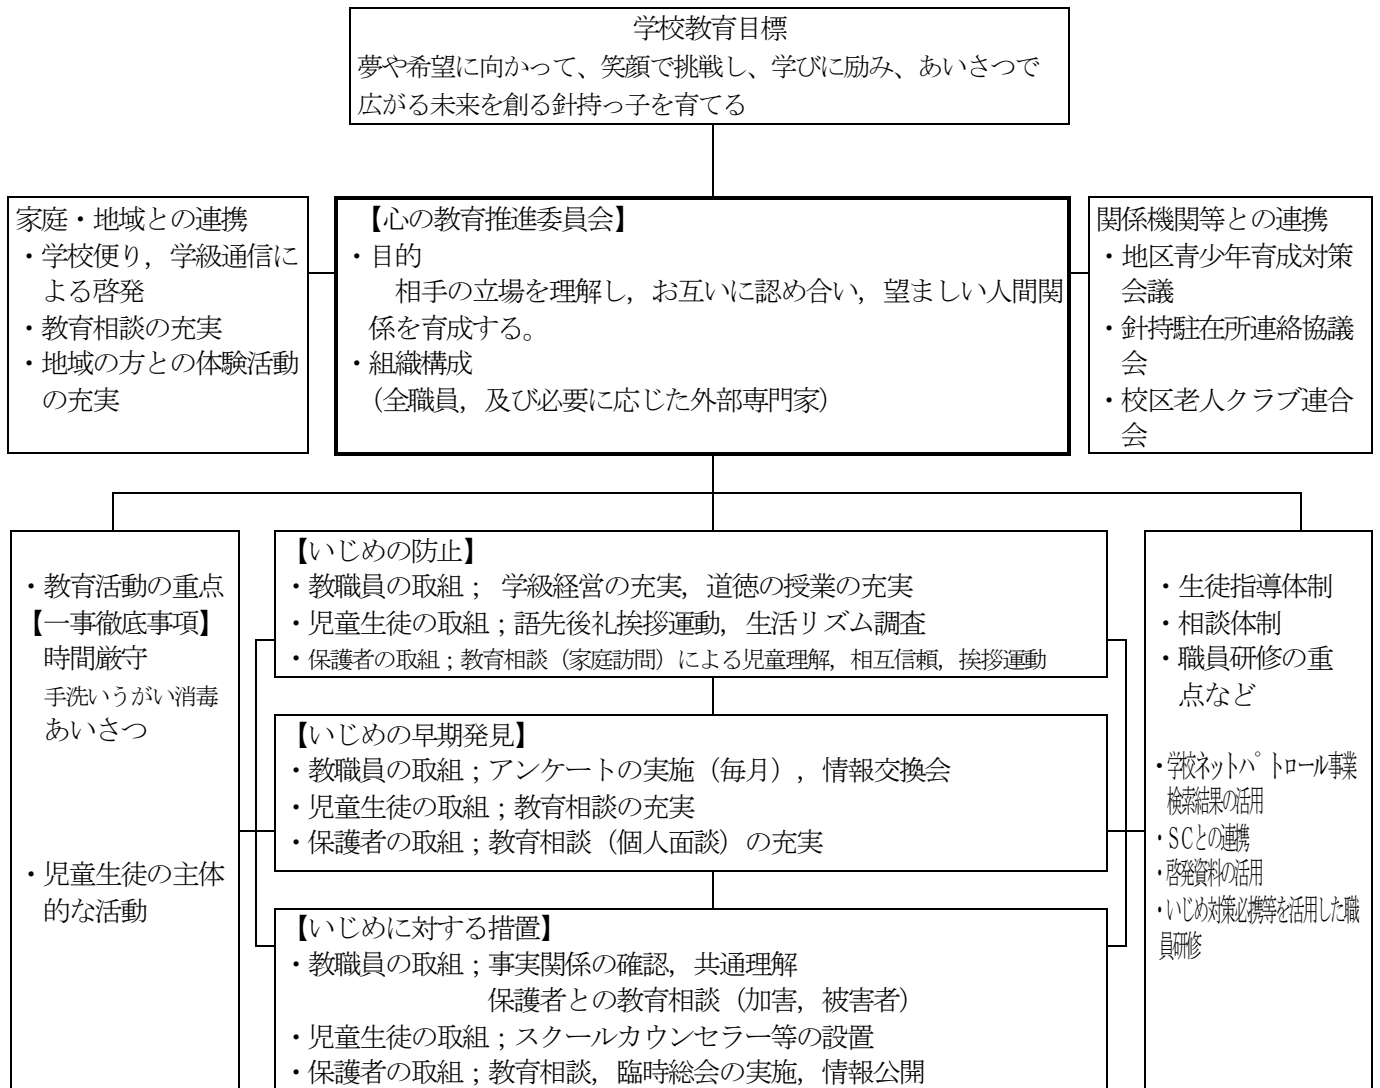 学校教育目標
夢や希望に向かって、笑顔で挑戦し、学びに励み、あいさつで
広がる未来を創る針持っ子を育てる
家庭・地域との連携
・学校便り，学級通信に
よる啓発
・教育相談の充実
・地域の方との体験活動
の充実
【心の教育推進委員会】
・目的
相手の立場を理解し，お互いに認め合い，望ましい人間関
係を育成する。
・組織構成
（全職員，及び必要に応じた外部専門家）
関係機関等との連携
・地区青少年育成対策
会議
・針持駐在所連絡協議
会
・校区老人クラブ連合
会
・教育活動の重点
【一事徹底事項】
時間厳守
手洗いうがい消毒
あいさつ
・児童生徒の主体
的な活動
【いじめの防止】
・教職員の取組； 学級経営の充実，道徳の授業の充実
・児童生徒の取組；語先後礼挨拶運動，生活リズム調査
・保護者の取組；教育相談（家庭訪問）による児童理解，相互信頼，挨拶運動
【いじめの早期発見】
・教職員の取組；アンケートの実施（毎月），情報交換会
・児童生徒の取組；教育相談の充実
・保護者の取組；教育相談（個人面談）の充実
【いじめに対する措置】
・教職員の取組；事実関係の確認，共通理解
保護者との教育相談（加害，被害者）
・児童生徒の取組；スクールカウンセラー等の設置
・保護者の取組；教育相談，臨時総会の実施，情報公開
・生徒指導体制
・相談体制
・職員研修の重
点など
・学校ネットパトロール事業
検索結果の活用
・ＳＣとの連携
・啓発資料の活用
・いじめ対策必携等を活用した職
員研修